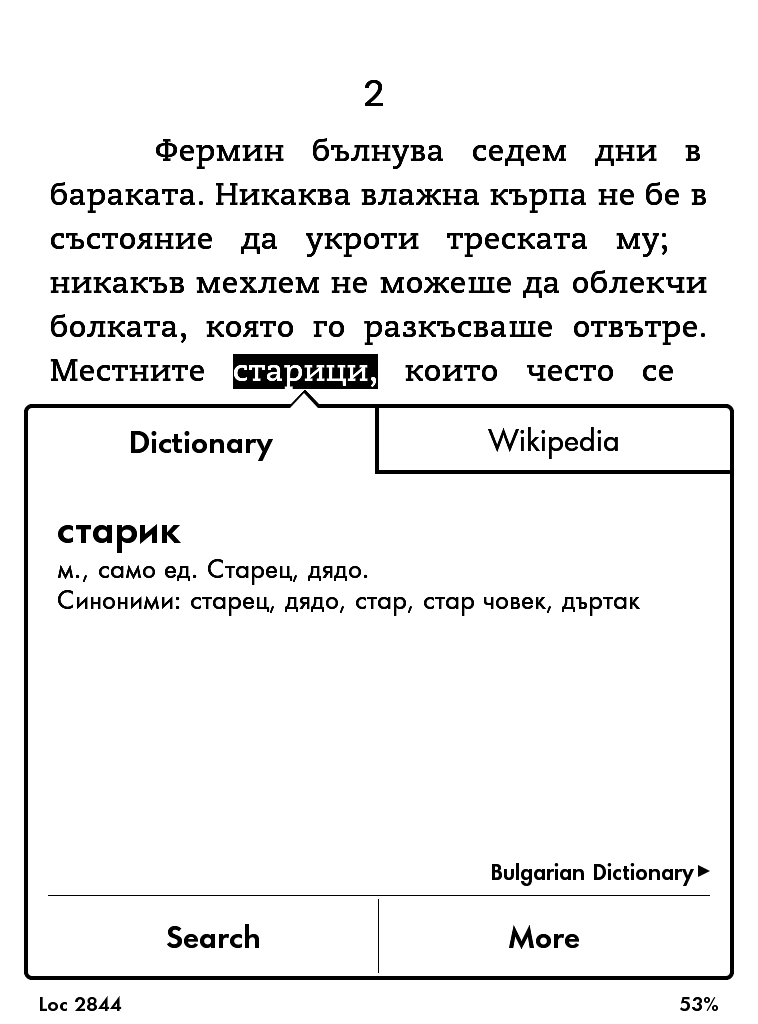 2
Фермин бълнува седем дни в
бараката. Никаква влажна кърпа не бе в
състояние да укроти треската му;
никакъв мехлем не можеше да облекчи
болката, която го разкъсваше отвътре.
Местните старици, които често се
Dictionary
Wikipedia
старик
м., само ед. Старец, дядо.
Синоними: старец, дядо, стар, стар човек, дъртак
Bulgarian Dictionary
Search
More
Loc 2844
53%